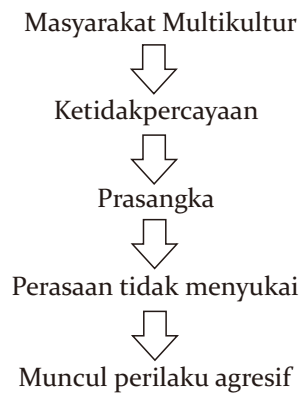 Masyarakat Multikultur
Ketidakpercayaan
Prasangka
Perasaan tidak menyukai
Muncul perilaku agresif